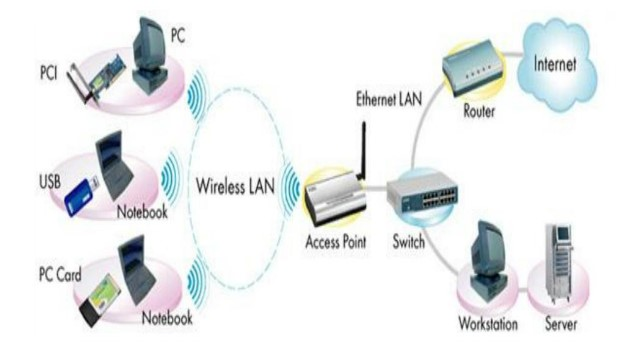 PC
PCI
Internet
Ethernet LAN
Router
USB
Notebook
Wireless LAN
Access Point
Switch
PC Card
Notebook
Workstation
Server